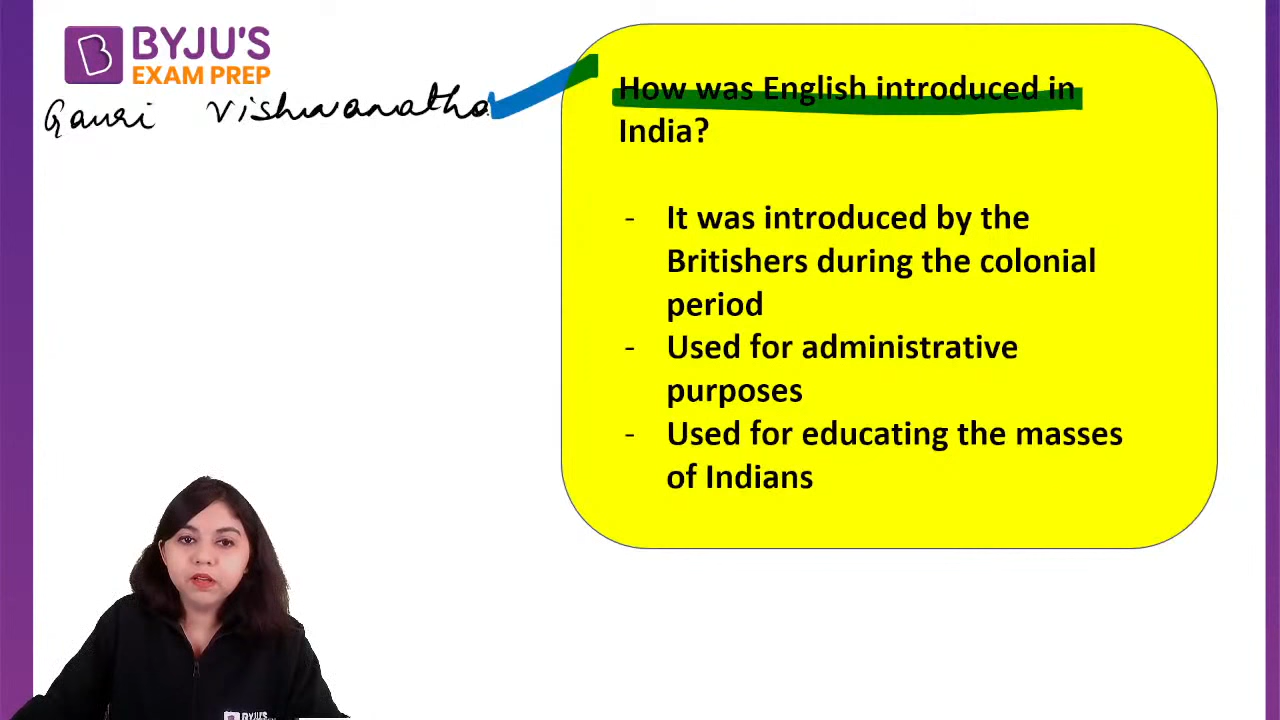 BYJU'S
EXAM PREP
Gauri Vishwanatha
How was English introduced in
India?
- It was introduced by the
Britishers during the colonial
period
- Used for administrative
purposes
- Used for educating the masses
of Indians
BYJU'S